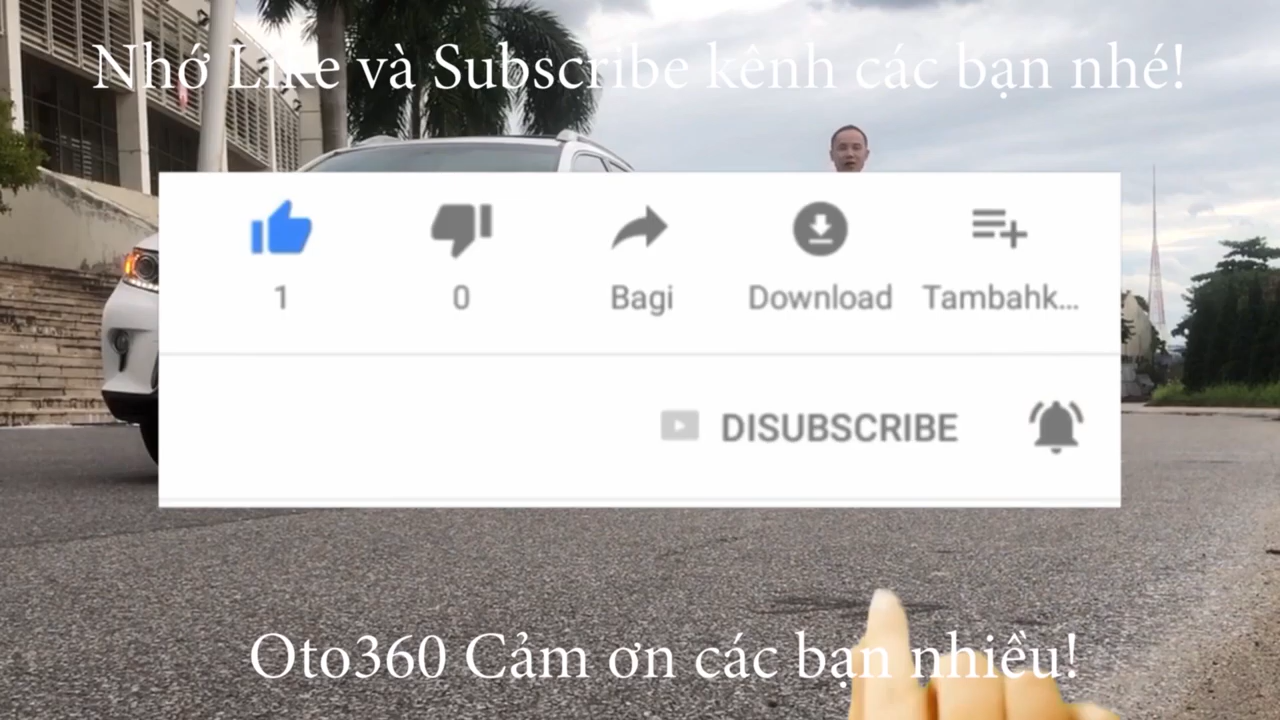 Nhớ Like và Subscribe kênh các bạn nhé!
1 0 Bagi Download Tambahk...
DISUBSCRIBE
Oto360 Cảm ơn các bạn nhiều!